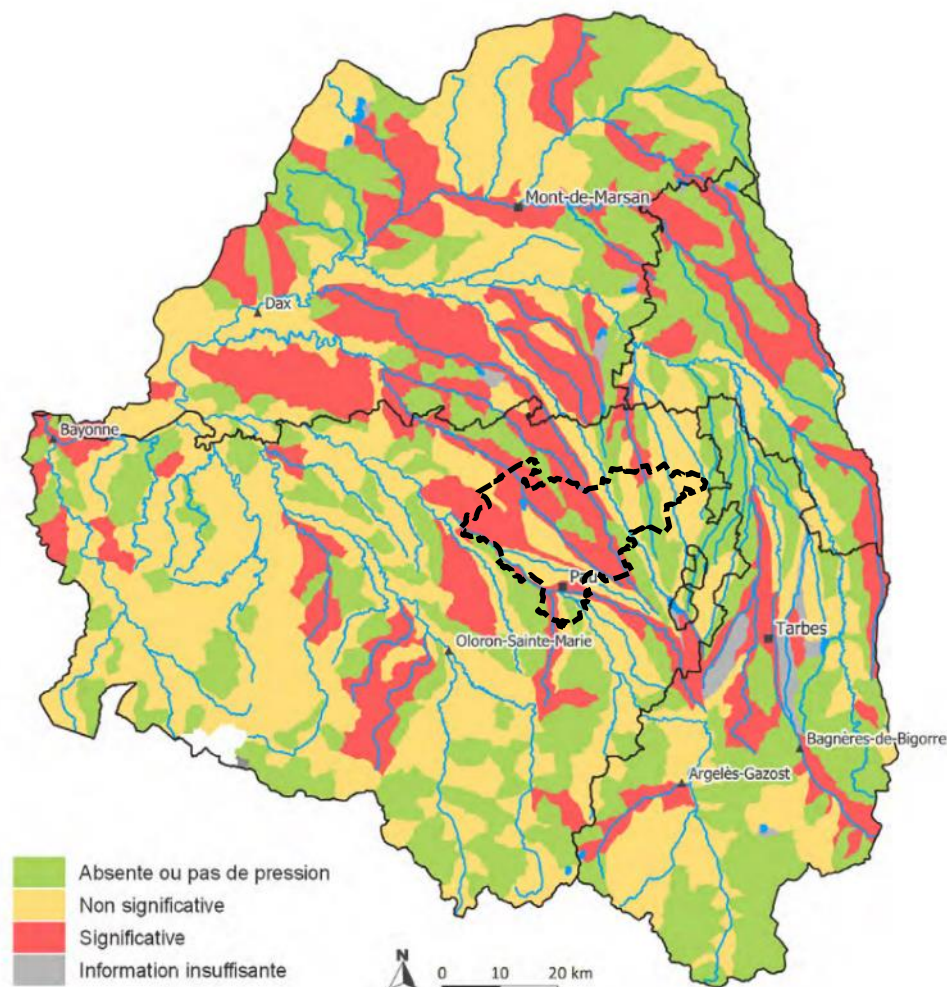 Mont-de-Marsan
Dax
Bayonne
Pau
Oloron-Sainte-Marie
Tarbes
Bagnères-de-Bigorre
Argelès-Gazost
Absente ou pas de pression
Non significative
Significative
Information insuffisante
N
0 10 20 km